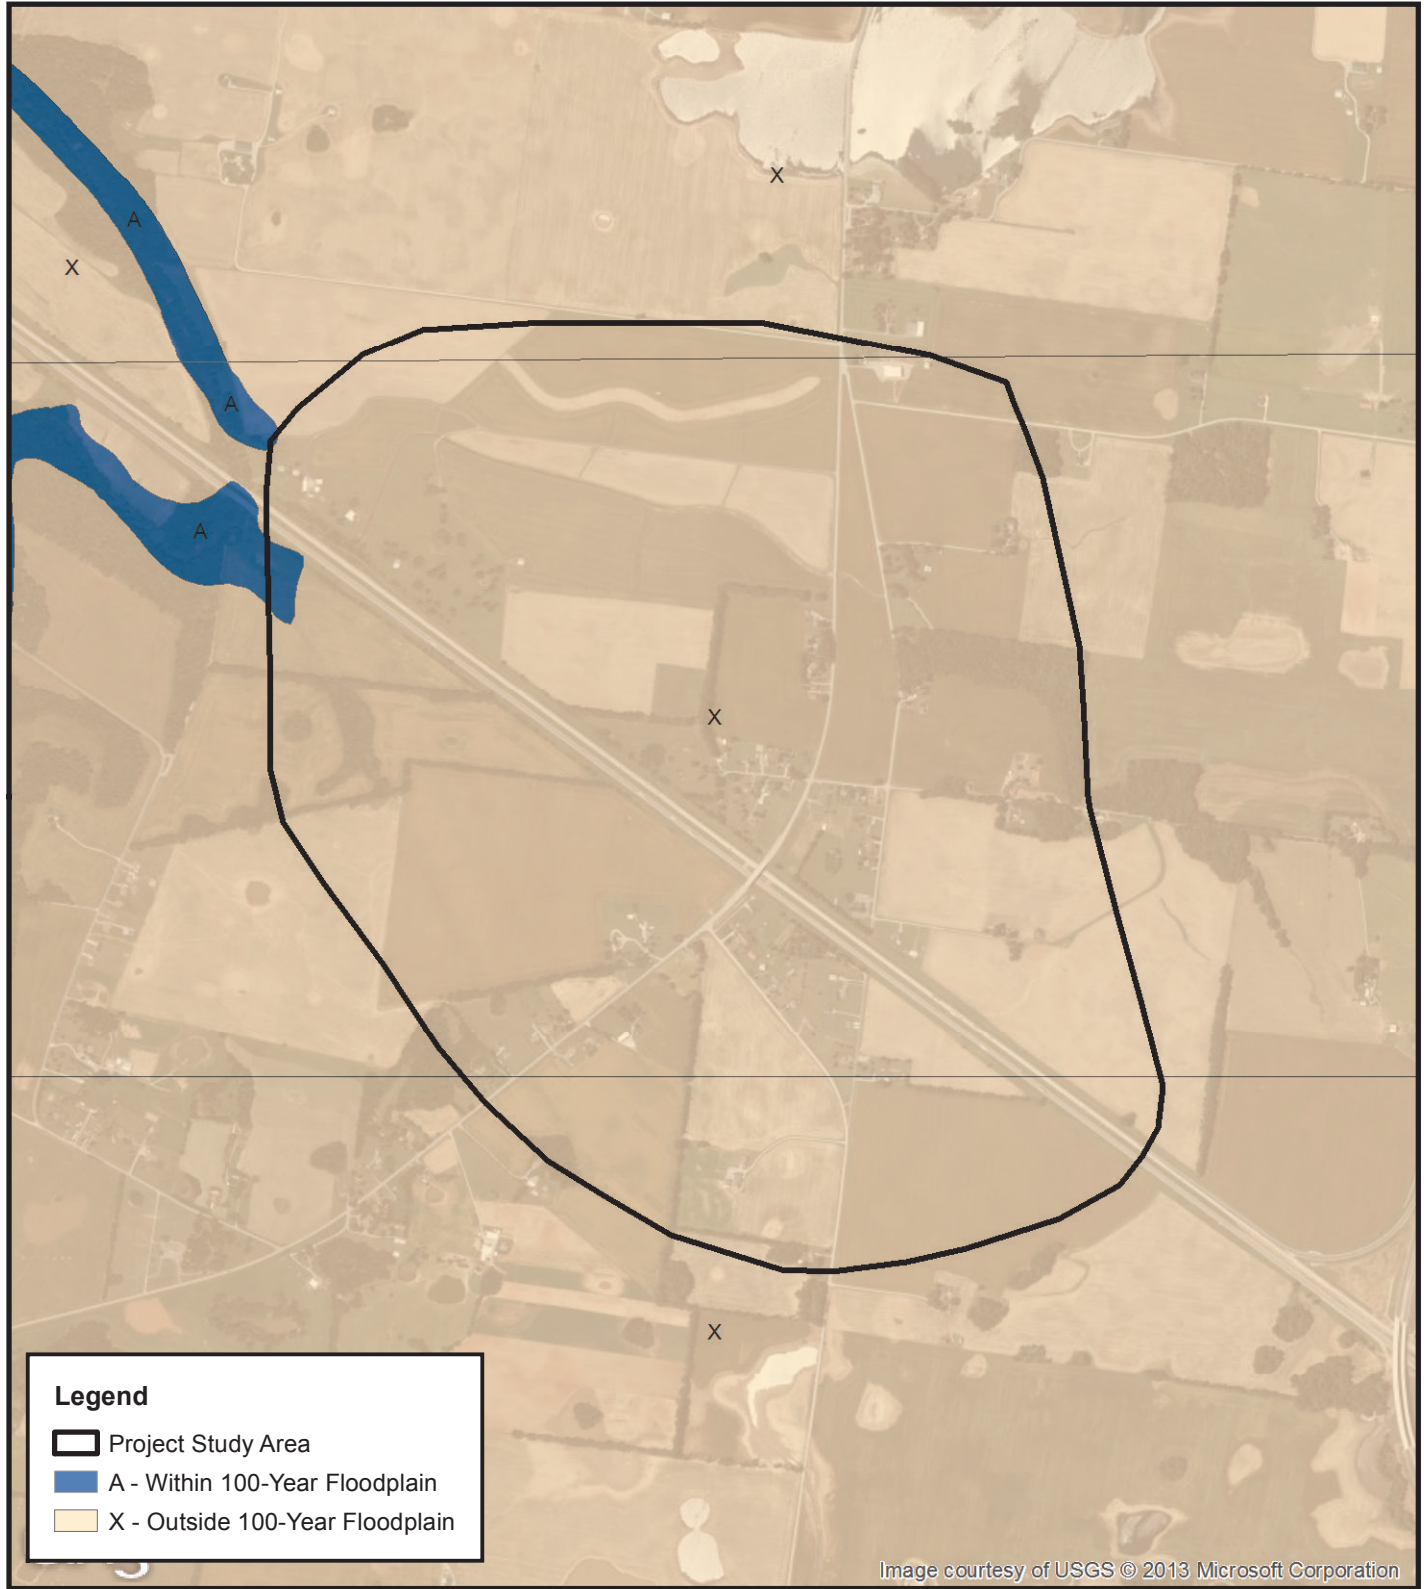 X
A
X
A
A
X
X
Legend
Project Study Area
A - Within 100-Year Floodplain
X - Outside 100-Year Floodplain
Image courtesy of USGS © 2013 Microsoft Corporation